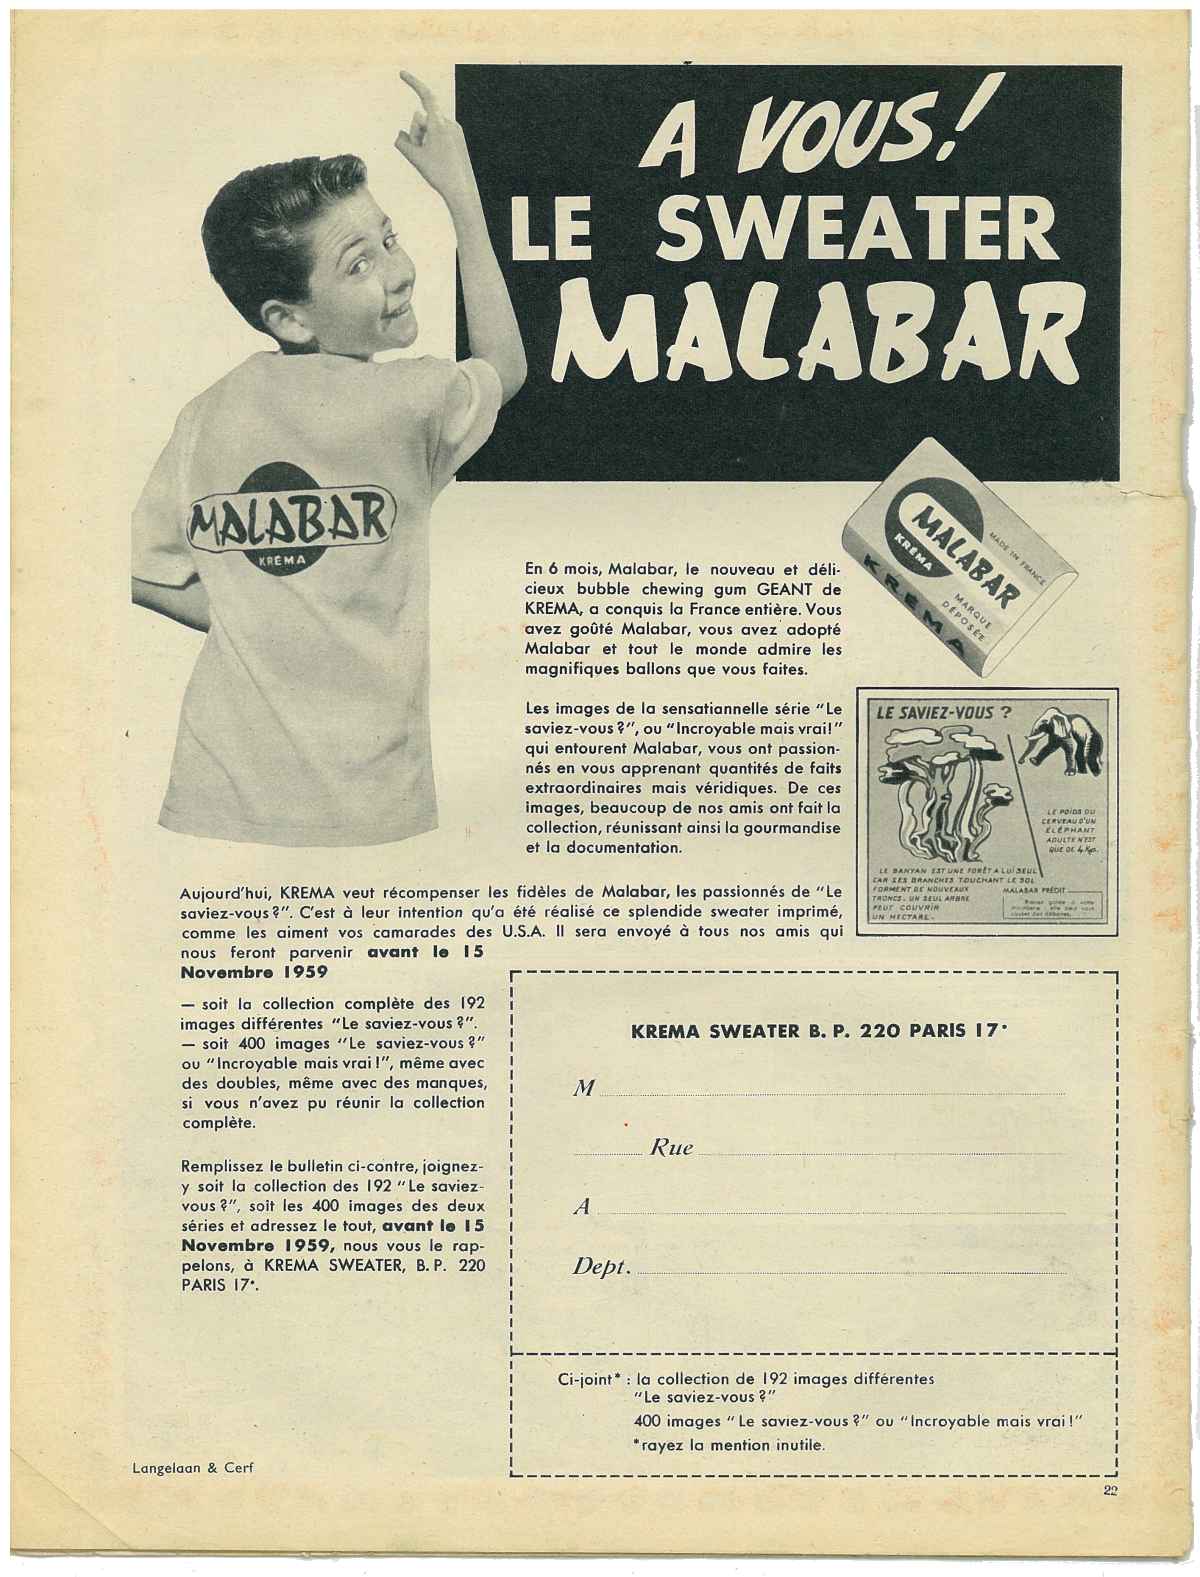 A VOUS!
LE SWEATER
MALABAR
MALABAR
KRÉMA
MALABAR
KRÉMA
MADE IN FRANCE
MARQUE
DÉPOSÉE
KRÉMA
En 6 mois, Malabar, le nouveau et déli-
cieux bubble chewing gum GEANT de
KREMA, a conquis la France entière. Vous
avez goûté Malabar, vous avez adopté
Malabar et tout le monde admire les
magnifiques ballons que vous faites.
Les images de la sensatiannelle série "Le
saviez-vous?", ou "Incroyable mais vrai!"
qui entourent Malabar, vous ont passion-
nés en vous apprenant quantités de faits
extraordinaires mais véridiques. De ces
images, beaucoup de nos amis ont fait la
collection, réunissant ainsi la gourmandise
et la documentation.
LE SAVIEZ-VOUS ?
LE POIDS DU
CERVEAU D'UN
ÉLÉPHANT
ADULTE N'EST
QUE DE 4 Kgs.
LE BANYAN EST UNE FORÊT A LUI SEUL
CAR SES BRANCHES TOUCHANT LE SOL
FORMENT DE NOUVEAUX
TRONCS. UN SEUL ARBRE
PEUT COUVRIR
UN HECTARE.
MALABAR PRÉDIT
Prenez garde à votre
elle peut vous
Aujourd'hui, KREMA veut récompenser les fidèles de Malabar, les passionnés de "Le
saviez-vous?". C'est à leur intention qu'a été réalisé ce splendide sweater imprimé,
comme les aiment vos camarades des U.S.A. Il sera envoyé à tous nos amis qui
nous feront parvenir avant le 15
Novembre 1959
— soit la collection complète des 192
images différentes "Le saviez-vous?".
— soit 400 images "Le saviez-vous?"
ou "Incroyable mais vrai!", même avec
des doubles, même avec des manques,
si vous n'avez pu réunir la collection
complète.
Remplissez le bulletin ci-contre, joignez-
y soit la collection des 192 "Le saviez-
vous?", soit les 400 images des deux
séries et adressez le tout, avant le 15
Novembre 1959, nous vous le rap-
pelons, à KREMA SWEATER, B.P. 220
PARIS 17e.
KREMA SWEATER B. P. 220 PARIS 17e
M
Rue
A
Dept.
Ci-joint* : la collection de 192 images différentes
"Le saviez-vous?"
400 images "Le saviez-vous?" ou "Incroyable mais vrai!"
*rayez la mention inutile.
Langelaan & Cerf
22